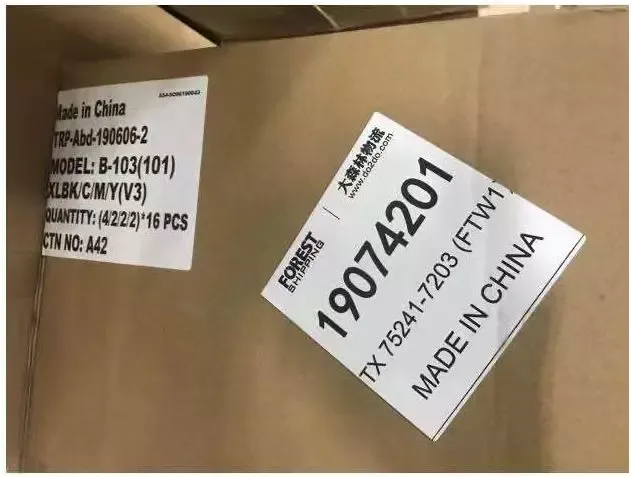 Made in China
TRP-Abd-190606-2
MODEL: B-103(101)
XLBK/C/M/Y(V3)
QUANTITY: (4/2/2/2)*16 PCS
CTN NO: A42
FOREST
SHIPPING
大森林物流
www.do2do.com
19074201
TX 75241-7203 (FTW1)
MADE IN CHINA